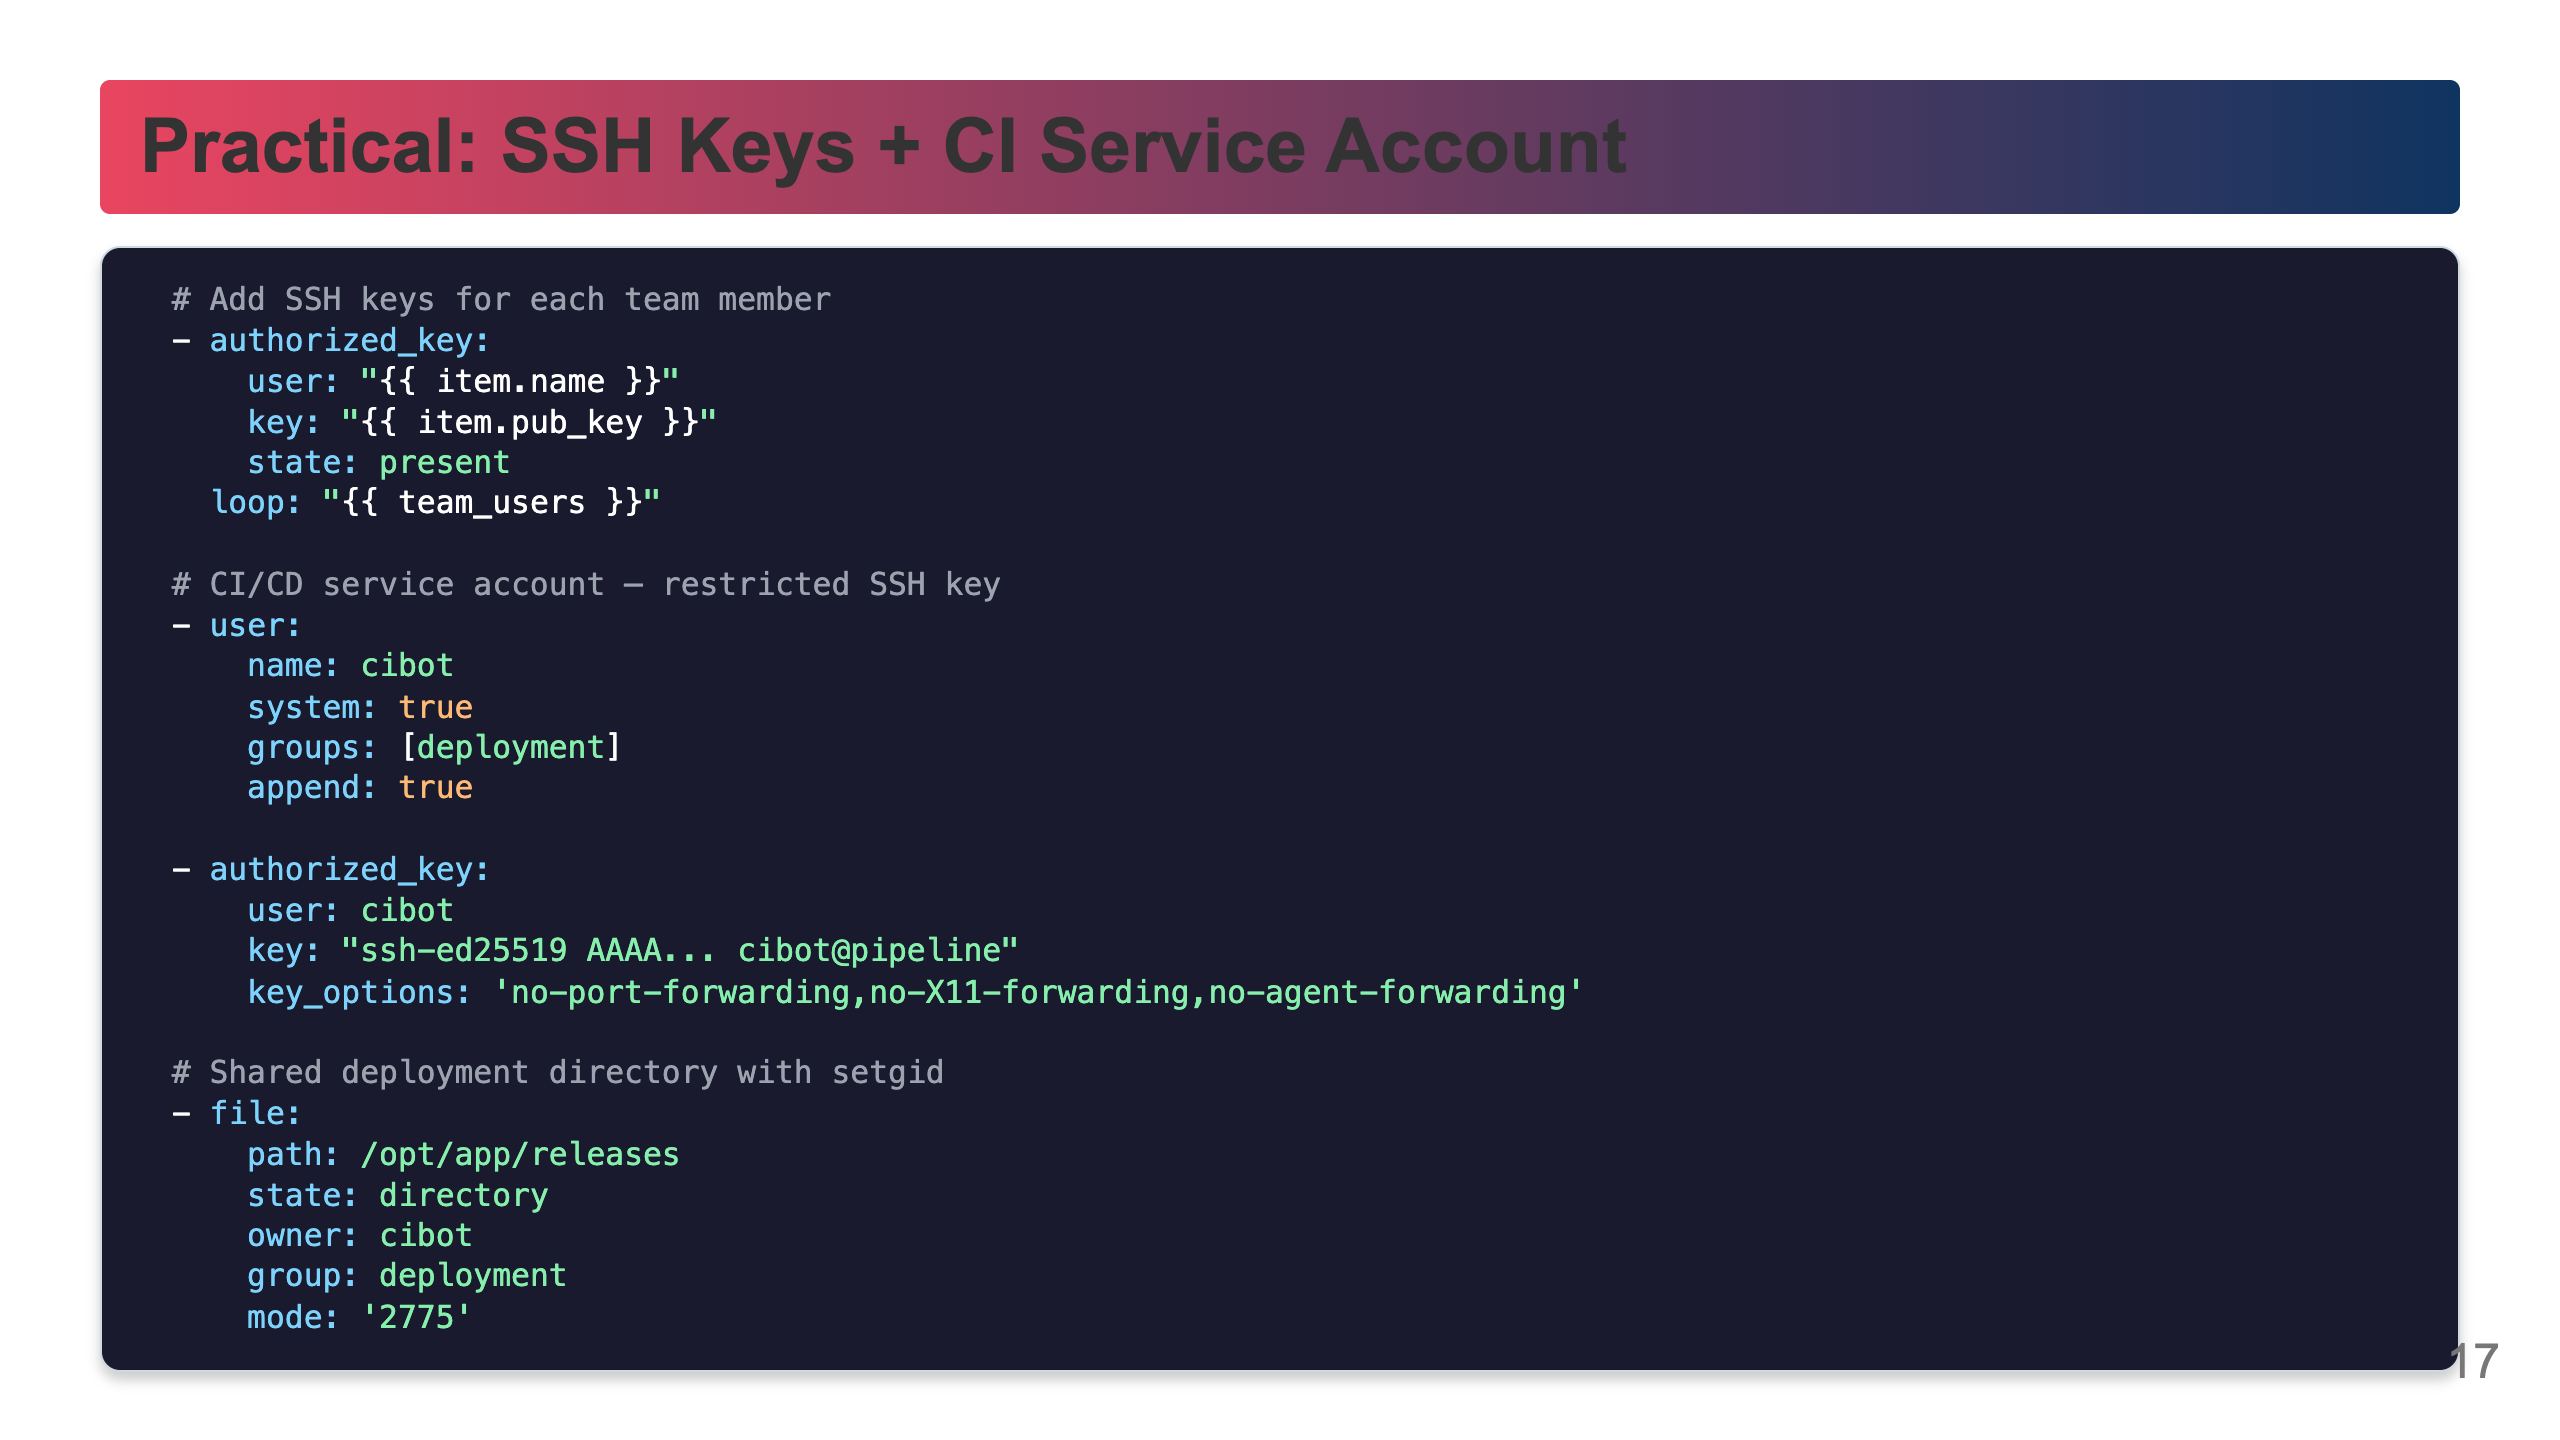 Practical: SSH Keys + CI Service Account
# Add SSH keys for each team member
- authorized_key:
    user: "{{ item.name }}"
    key: "{{ item.pub_key }}"
    state: present
  loop: "{{ team_users }}"
# CI/CD service account — restricted SSH key
- user:
    name: cibot
    system: true
    groups: [deployment]
    append: true
- authorized_key:
    user: cibot
    key: "ssh-ed25519 AAAA... cibot@pipeline"
    key_options: 'no-port-forwarding,no-X11-forwarding,no-agent-forwarding'
# Shared deployment directory with setgid
- file:
    path: /opt/app/releases
    state: directory
    owner: cibot
    group: deployment
    mode: '2775'
17